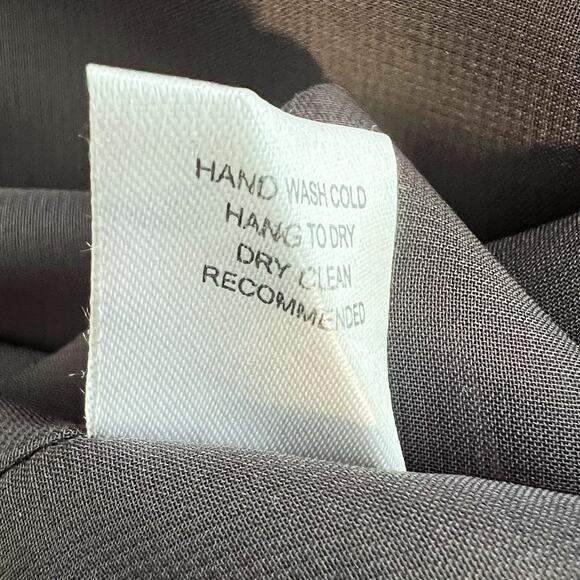 HAND WASH COLD
HANG TO DRY
DRY CLEAN
RECOMMENDED